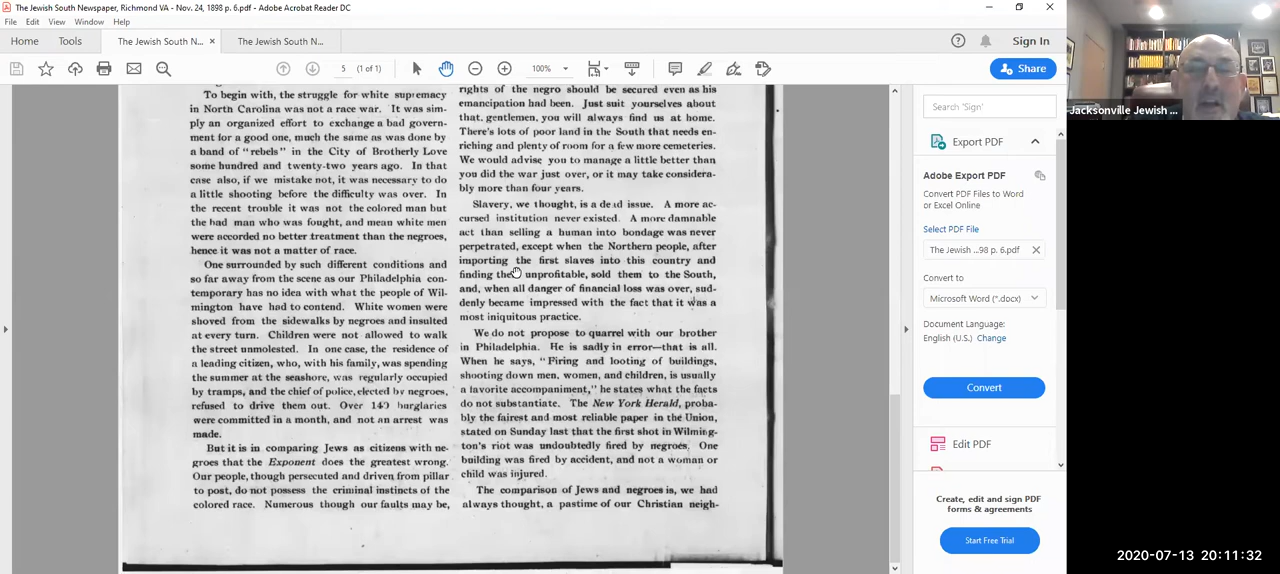 The Jewish South Newspaper, Richmond VA - Nov. 24, 1898 p. 6.pdf - Adobe Acrobat Reader DC
File Edit View Window Help
Home Tools The Jewish South N... × The Jewish South N... Sign In
5 (1 of 1) 100% Share
To begin with, the struggle for white supremacy
in North Carolina was not a race war. It was sim-
ply an organized effort to exchange a bad govern-
ment for a good one, much the same as was done by
a band of "rebels" in the City of Brotherly Love
some hundred and twenty-two years ago. In that
case also, if we mistake not, it was necessary to do
a little shooting before the difficulty was over. In
the recent trouble it was not the colored man but
the bad man who was fought, and mean white men
were accorded no better treatment than the negroes,
hence it was not a matter of race.
One surrounded by such different conditions and
so far away from the scene as our Philadelphia con-
temporary has no idea with what the people of Wil-
mington have had to contend. White women were
shoved from the sidewalks by negroes and insulted
at every turn. Children were not allowed to walk
the street unmolested. In one case, the residence of
a leading citizen, who, with his family, was spending
the summer at the seashore, was regularly occupied
by tramps, and the chief of police, elected by negroes,
refused to drive them out. Over 140 burglaries
were committed in a month, and not an arrest was
made.
But it is in comparing Jews as citizens with ne-
groes that the Exponent does the greatest wrong.
Our people, though persecuted and driven from pillar
to post, do not possess the criminal instincts of the
colored race. Numerous though our faults may be,
rights of the negro should be secured even as his
emancipation had been. Just suit yourselves about
that, gentlemen, you will always find us at home.
There's lots of poor land in the South that needs en-
riching and plenty of room for a few more cemeteries.
We would advise you to manage a little better than
you did the war just over, or it may take considera-
bly more than four years.
Slavery, we thought, is a dead issue. A more ac-
cursed institution never existed. A more damnable
act than selling a human into bondage was never
perpetrated, except when the Northern people, after
importing the first slaves into this country and
finding the unprofitable, sold them to the South,
and, when all danger of financial loss was over, sud-
denly became impressed with the fact that it was a
most iniquitous practice.
We do not propose to quarrel with our brother
in Philadelphia. He is sadly in error—that is all.
When he says, "Firing and looting of buildings,
shooting down men, women, and children, is usually
a favorite accompaniment," he states what the facts
do not substantiate. The New York Herald, proba-
bly the fairest and most reliable paper in the Union,
stated on Sunday last that the first shot in Wilming-
ton's riot was undoubtedly fired by negroes. One
building was fired by accident, and not a woman or
child was injured.
The comparison of Jews and negroes is, we had
always thought, a pastime of our Christian neigh-
Search 'Sign'
Export PDF
Adobe Export PDF
Convert PDF Files to Word
or Excel Online
Select PDF File
The Jewish ...98 p. 6.pdf ×
Convert to
Microsoft Word (*.docx)
Document Language:
English (U.S.) Change
Convert
Edit PDF
Create, edit and sign PDF
forms & agreements
Start Free Trial
Jacksonville Jewish ...
2020-07-13 20:11:32